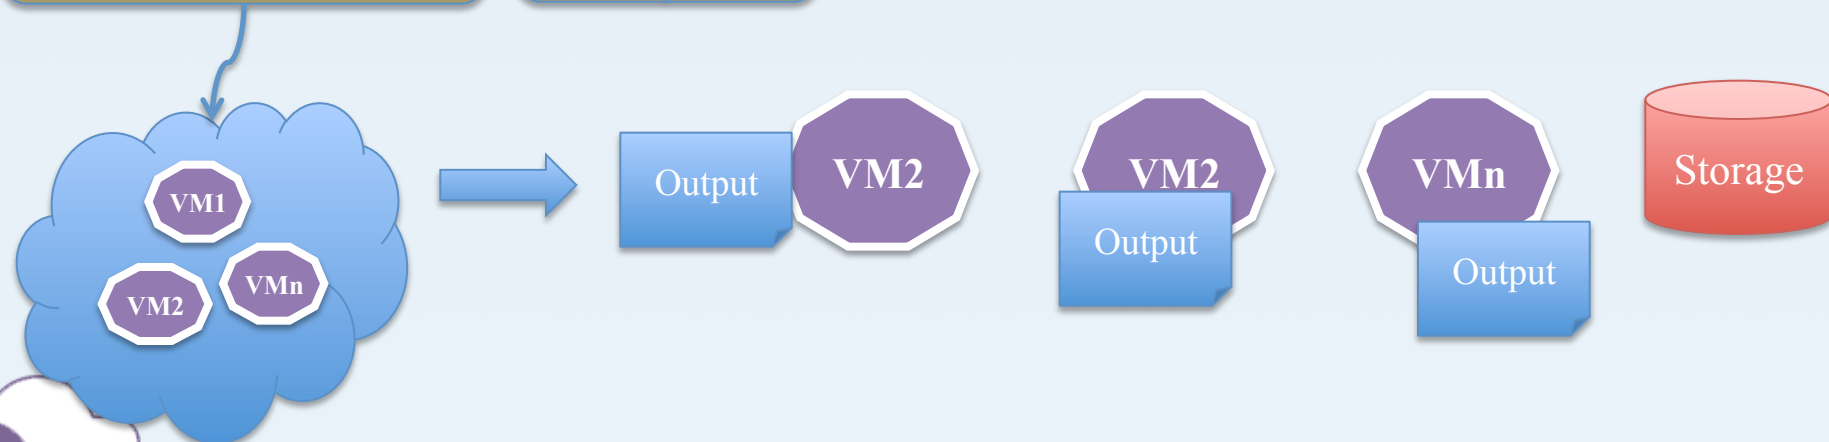 VM1
VM2
VMn
Output
VM2
VM2
Output
VMn
Output
Storage